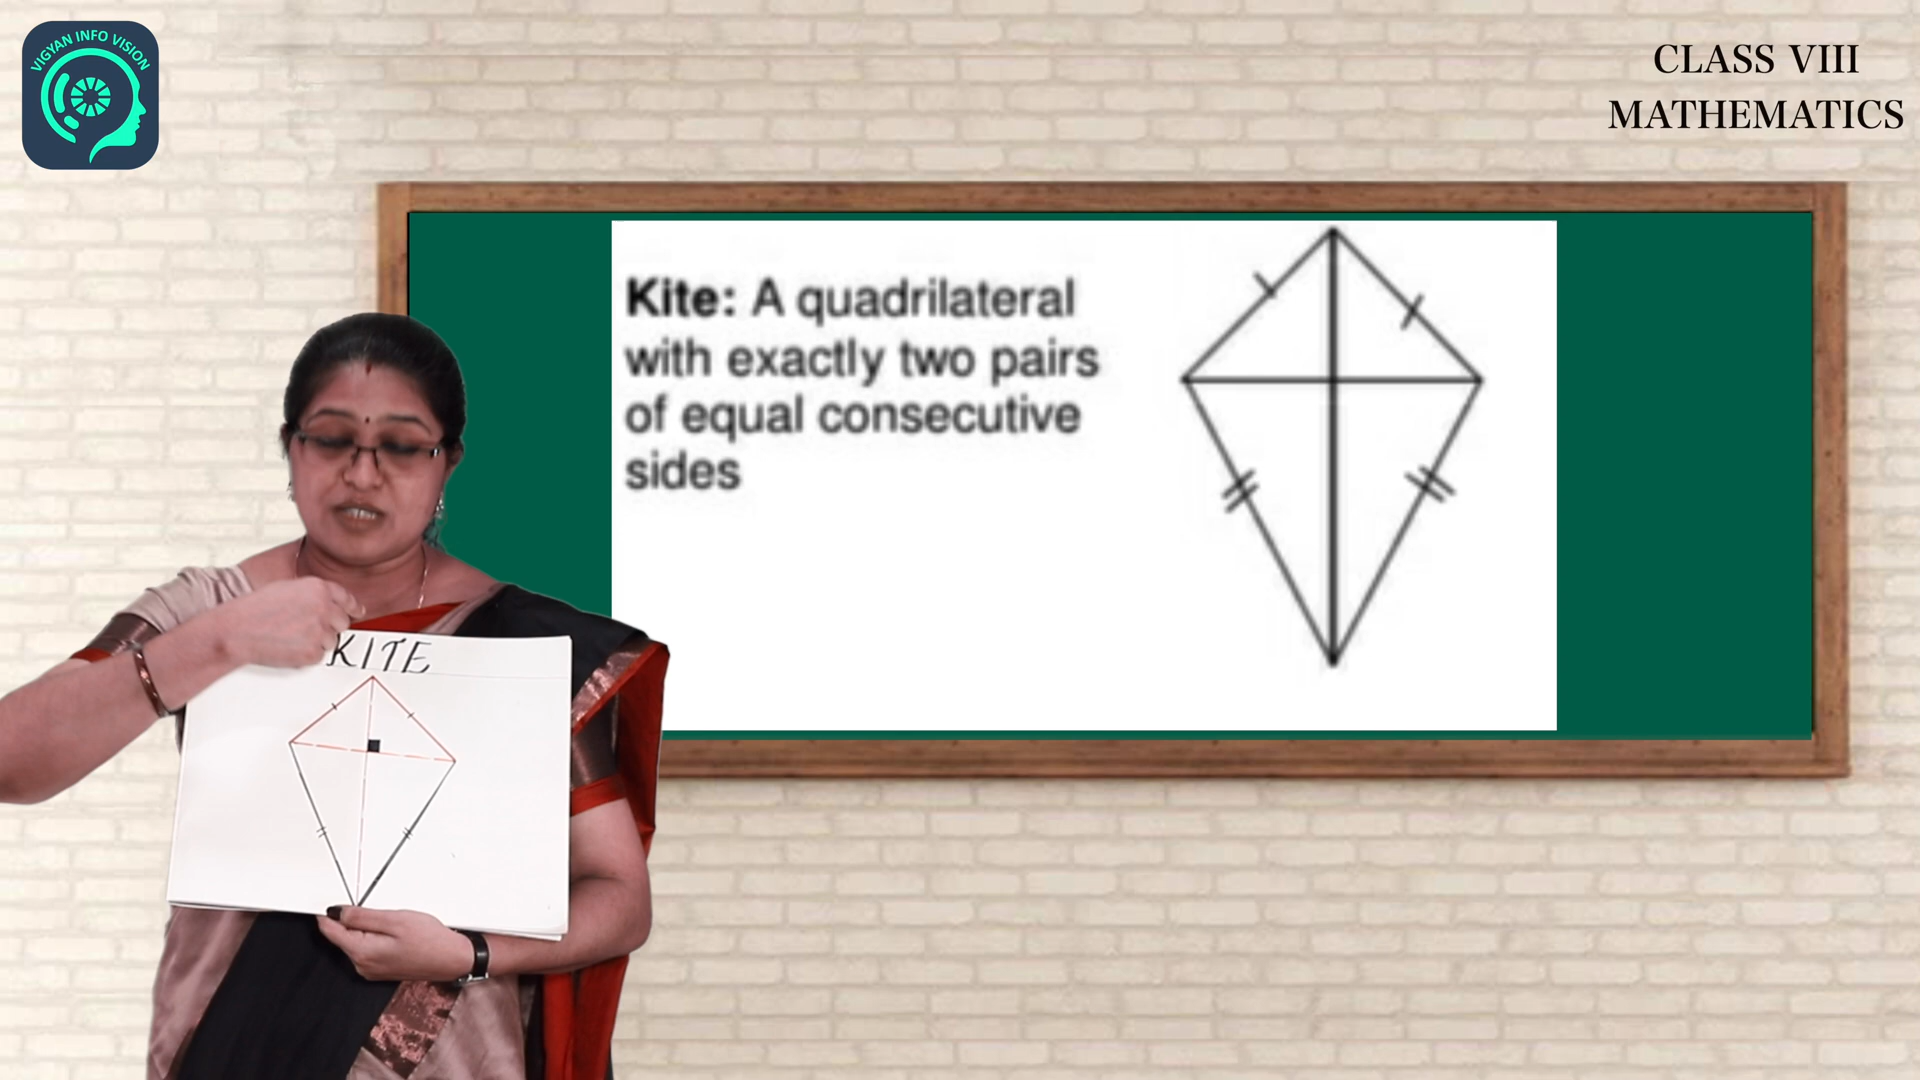 VIGYAN INFO VISION
CLASS VIII
MATHEMATICS
Kite: A quadrilateral
with exactly two pairs
of equal consecutive
sides
KITE